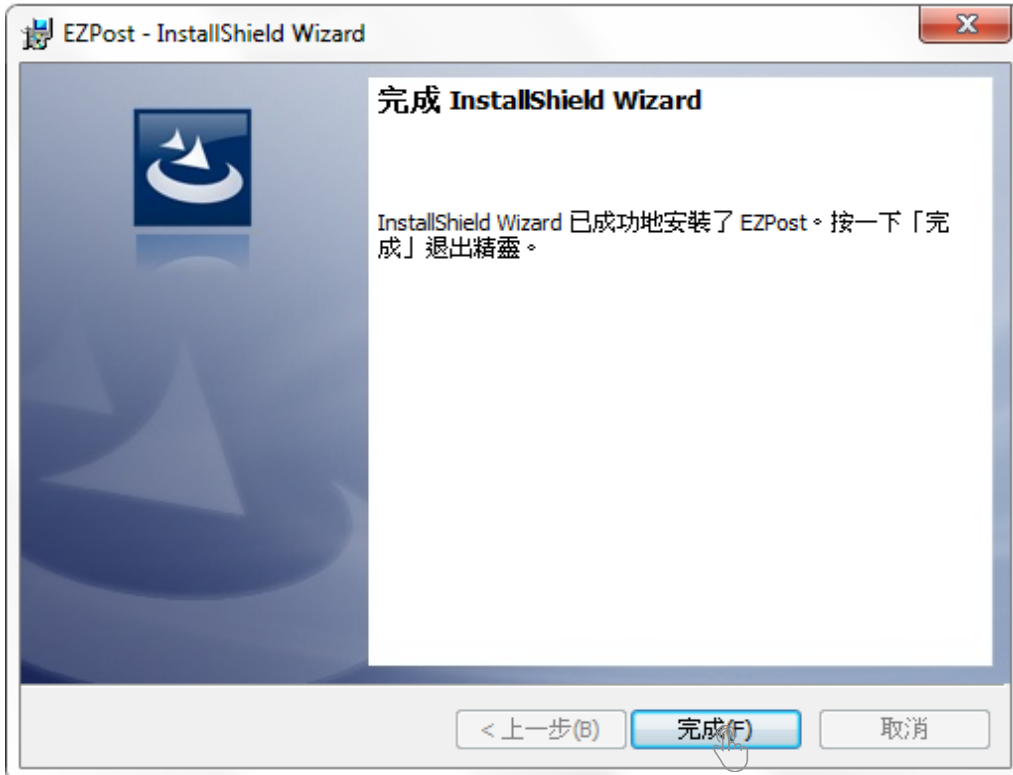 EZPost - InstallShield Wizard
完成 InstallShield Wizard
InstallShield Wizard 已成功地安裝了 EZPost。按一下「完
成」退出精靈。
< 上一步(B)
完成(F)
取消